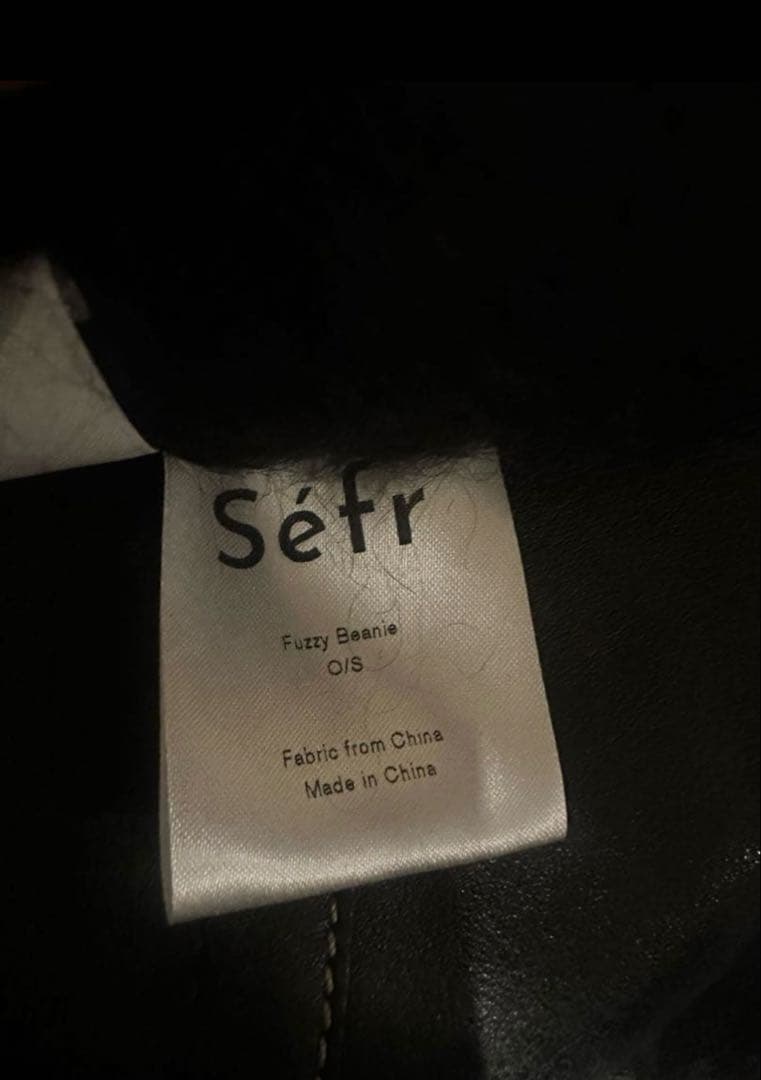 Séfr
Fuzzy Beanie
O/S
Fabric from China
Made in China